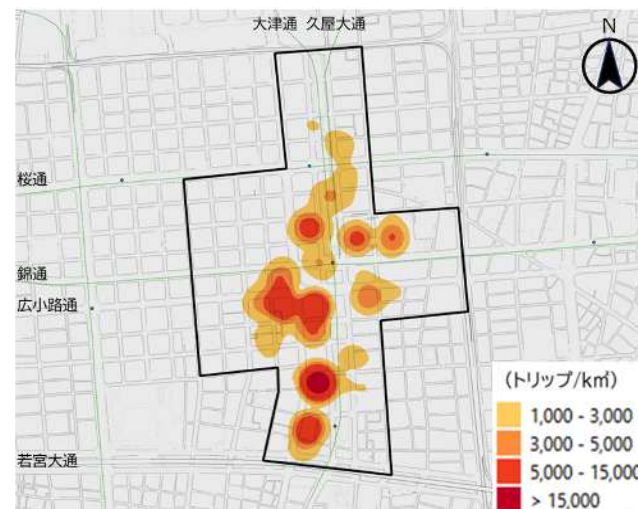 大津通 久屋大通
N
桜通
錦通
広小路通
若宮大通
(トリップ/k㎡)
1,000 - 3,000
3,000 - 5,000
5,000 - 15,000
> 15,000